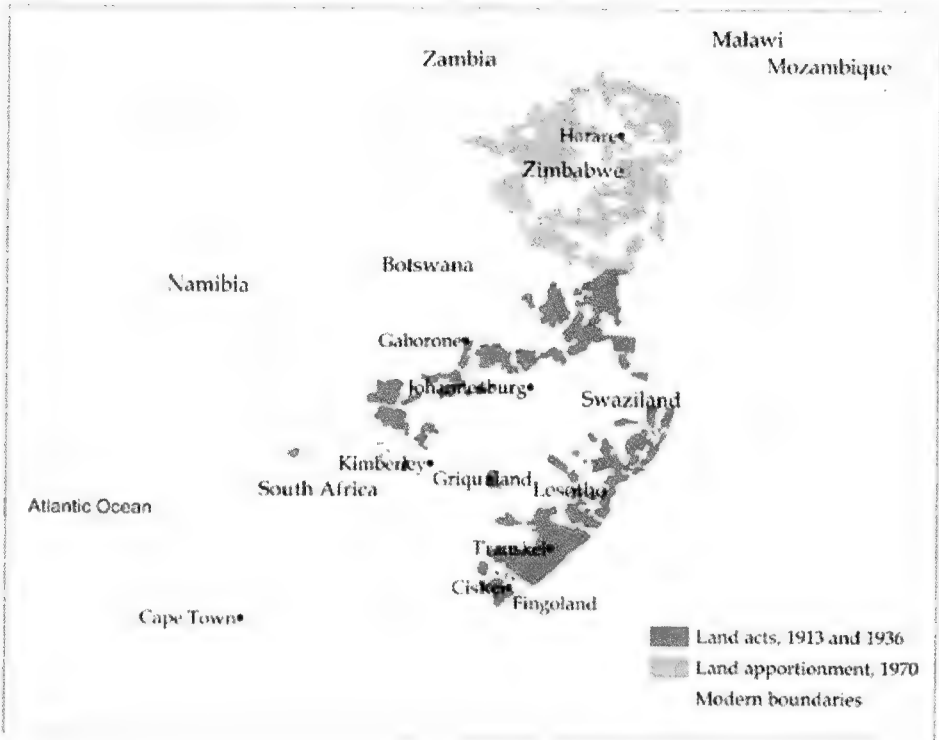 Malawi
Zambia
Mozambique
Harare
Zimbabwe
Botswana
Namibia
Gaborone
Johannesburg
Swaziland
Kimberley
Griqualand
South Africa
Lesotho
Atlantic Ocean
Transkei
Ciskei
Fingoland
Cape Town
Land acts, 1913 and 1936
Land apportionment, 1970
Modern boundaries